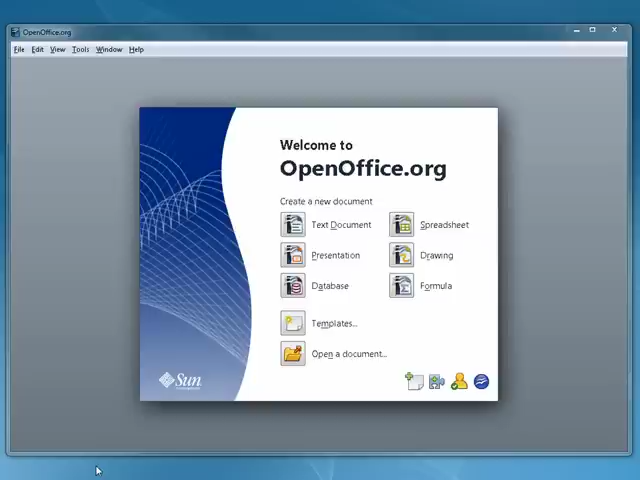 OpenOffice.org
File Edit View Tools Window Help
Welcome to
OpenOffice.org
Create a new document
Text Document Spreadsheet
Presentation Drawing
Database Formula
Templates...
Open a document...
Sun